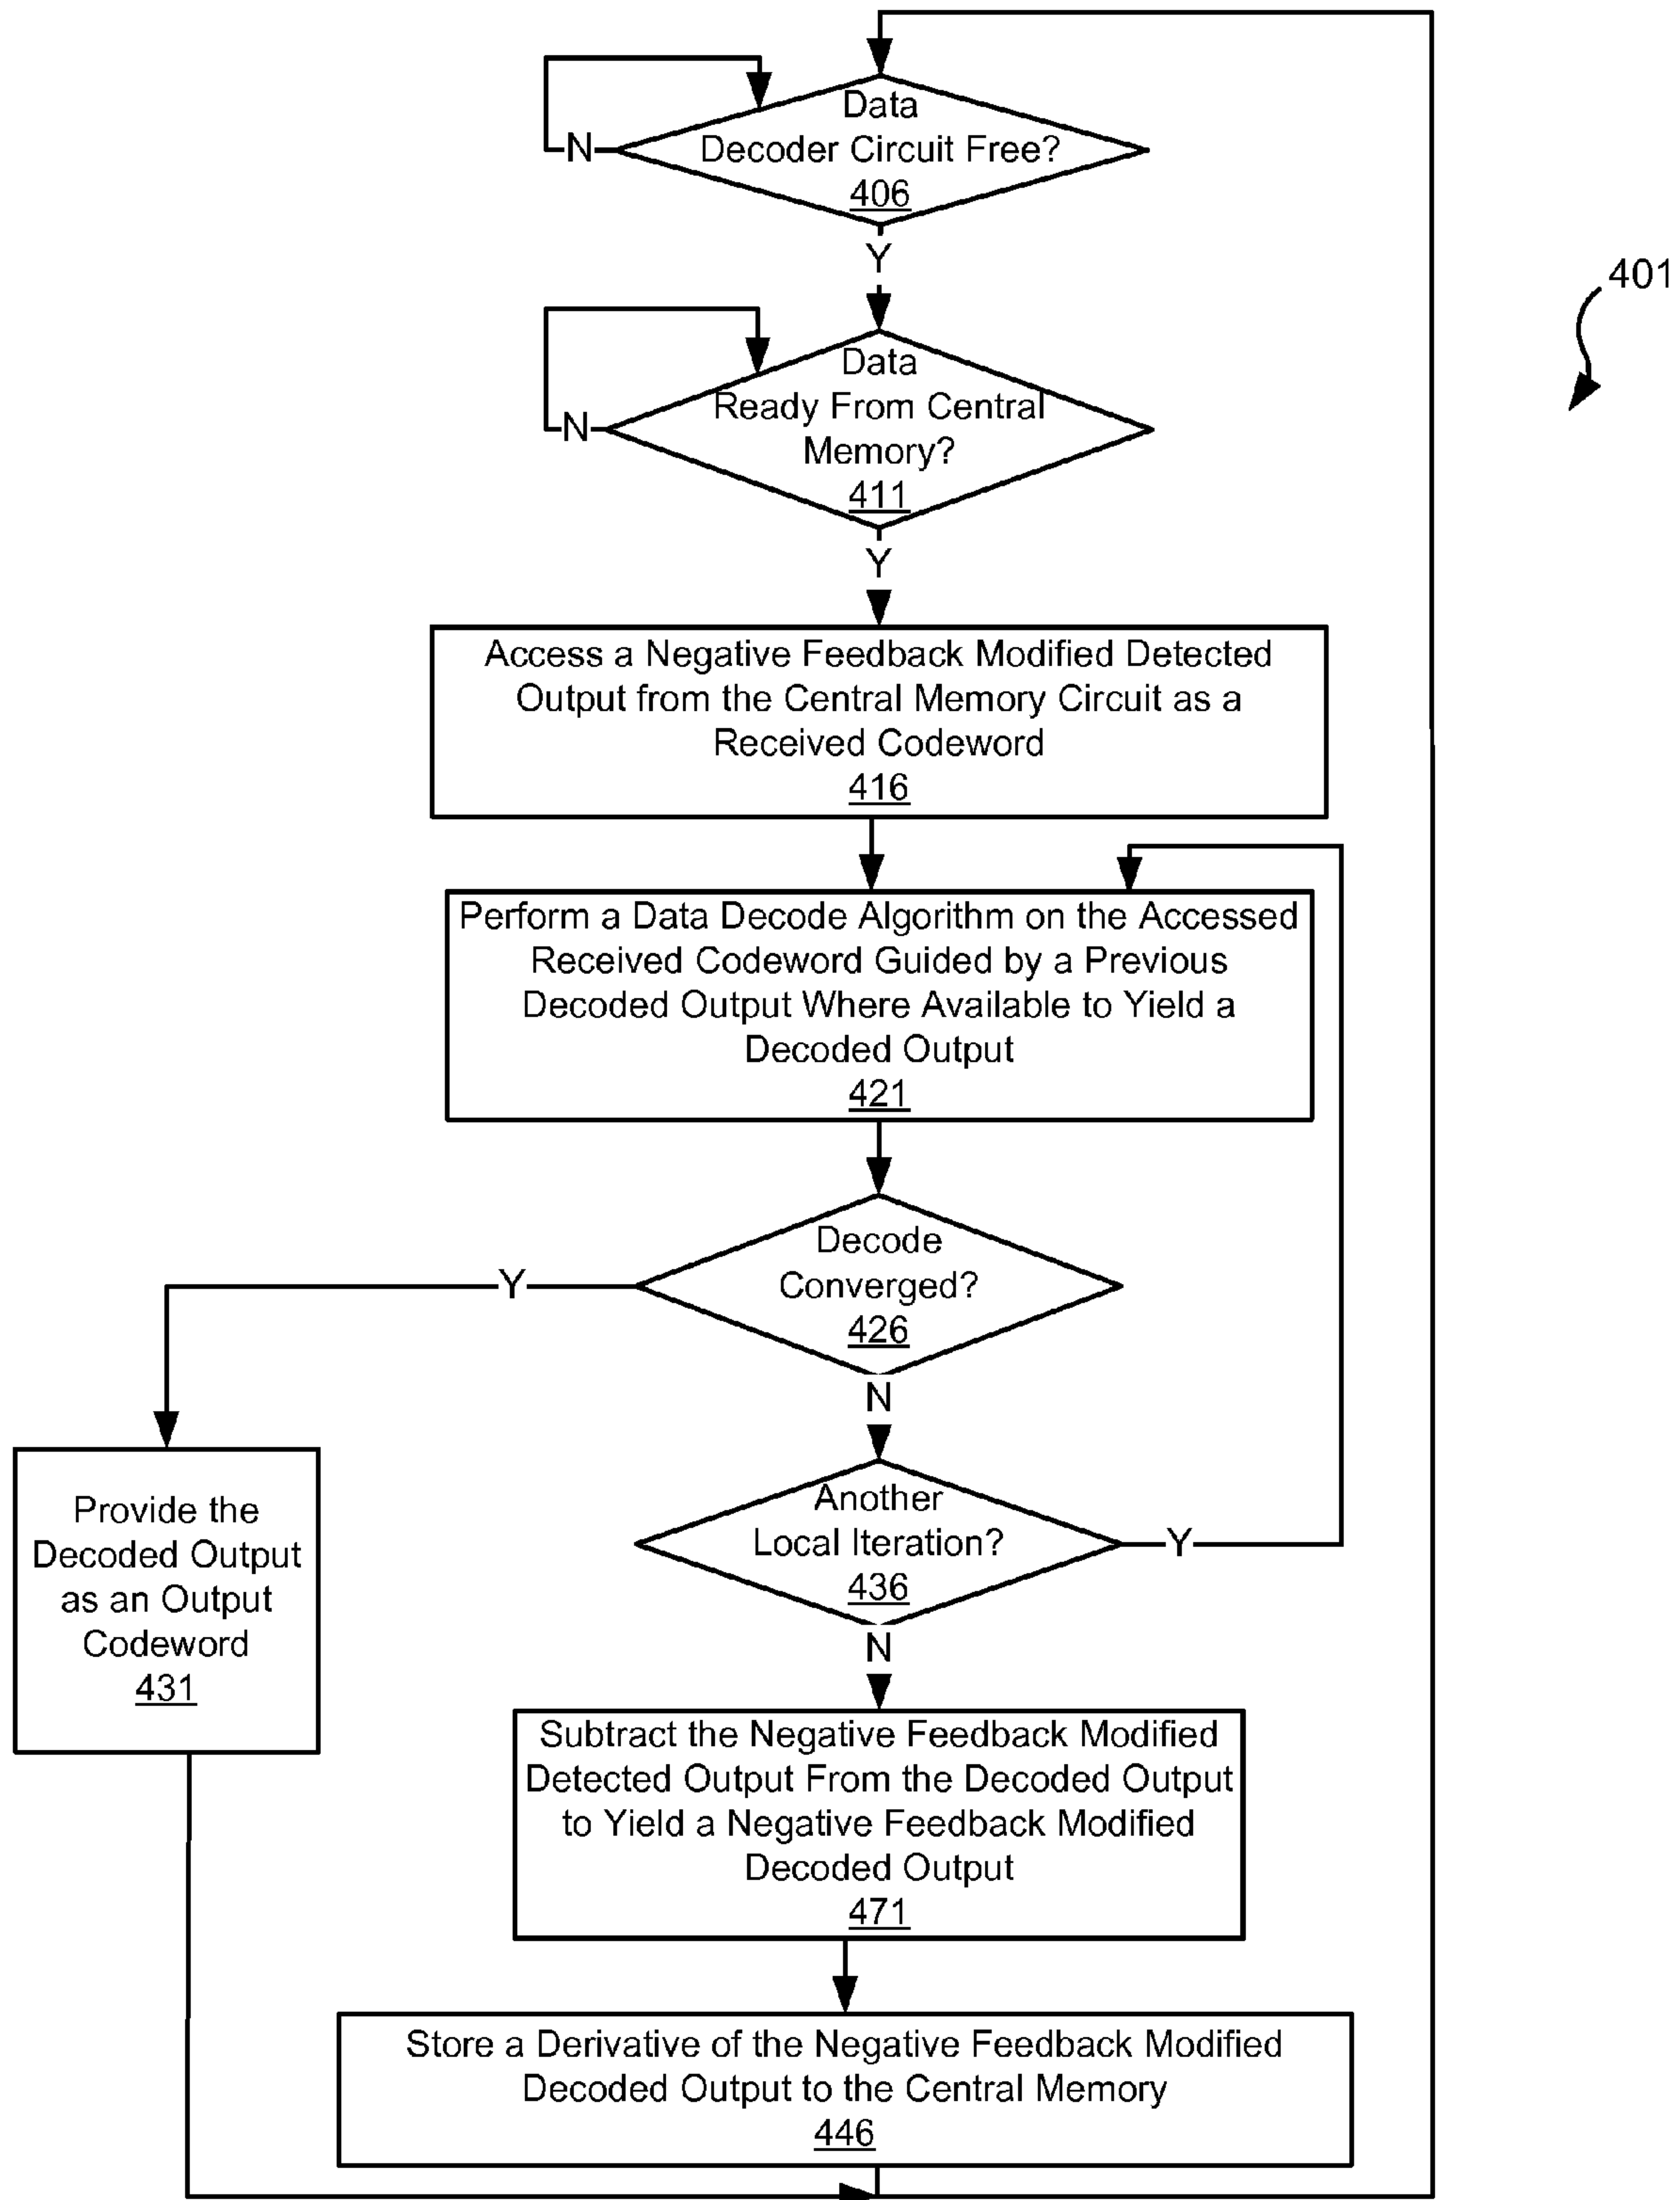 Data
Decoder Circuit Free?
406
N
Y
401
Data
Ready From Central
Memory?
411
N
Y
Access a Negative Feedback Modified Detected
Output from the Central Memory Circuit as a
Received Codeword
416
Perform a Data Decode Algorithm on the Accessed
Received Codeword Guided by a Previous
Decoded Output Where Available to Yield a
Decoded Output
421
Decode
Converged?
426
Y
N
Another
Local Iteration?
436
Y
N
Provide the
Decoded Output
as an Output
Codeword
431
Subtract the Negative Feedback Modified
Detected Output From the Decoded Output
to Yield a Negative Feedback Modified
Decoded Output
471
Store a Derivative of the Negative Feedback Modified
Decoded Output to the Central Memory
446